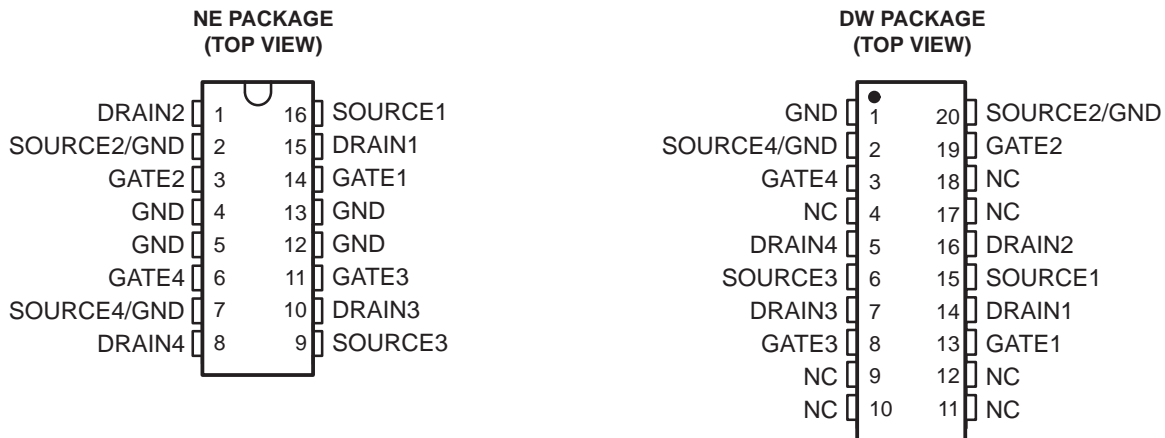 NE PACKAGE
(TOP VIEW)
DRAIN2 1 16 SOURCE1
SOURCE2/GND 2 15 DRAIN1
GATE2 3 14 GATE1
GND 4 13 GND
GND 5 12 GND
GATE4 6 11 GATE3
SOURCE4/GND 7 10 DRAIN3
DRAIN4 8 9 SOURCE3
DW PACKAGE
(TOP VIEW)
GND 1 20 SOURCE2/GND
SOURCE4/GND 2 19 GATE2
GATE4 3 18 NC
NC 4 17 NC
DRAIN4 5 16 DRAIN2
SOURCE3 6 15 SOURCE1
DRAIN3 7 14 DRAIN1
GATE3 8 13 GATE1
NC 9 12 NC
NC 10 11 NC